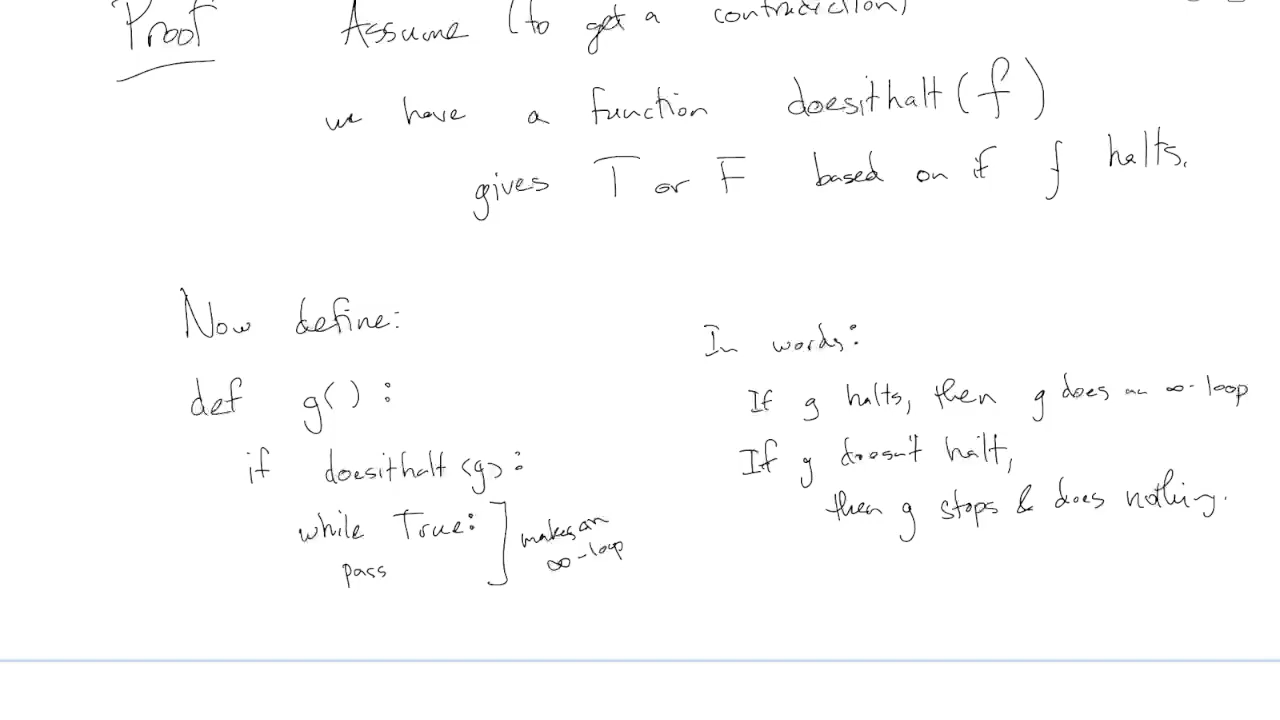 Proof Assume (to get a contradiction)
we have a function doesithalt(f)
gives T or F based on if f halts.
Now define:
def g():
if doesithalt(g):
while True:
pass
makes an
∞-loop
In words:
If g halts, then g does an ∞-loop
If g doesn't halt,
then g stops & does nothing.